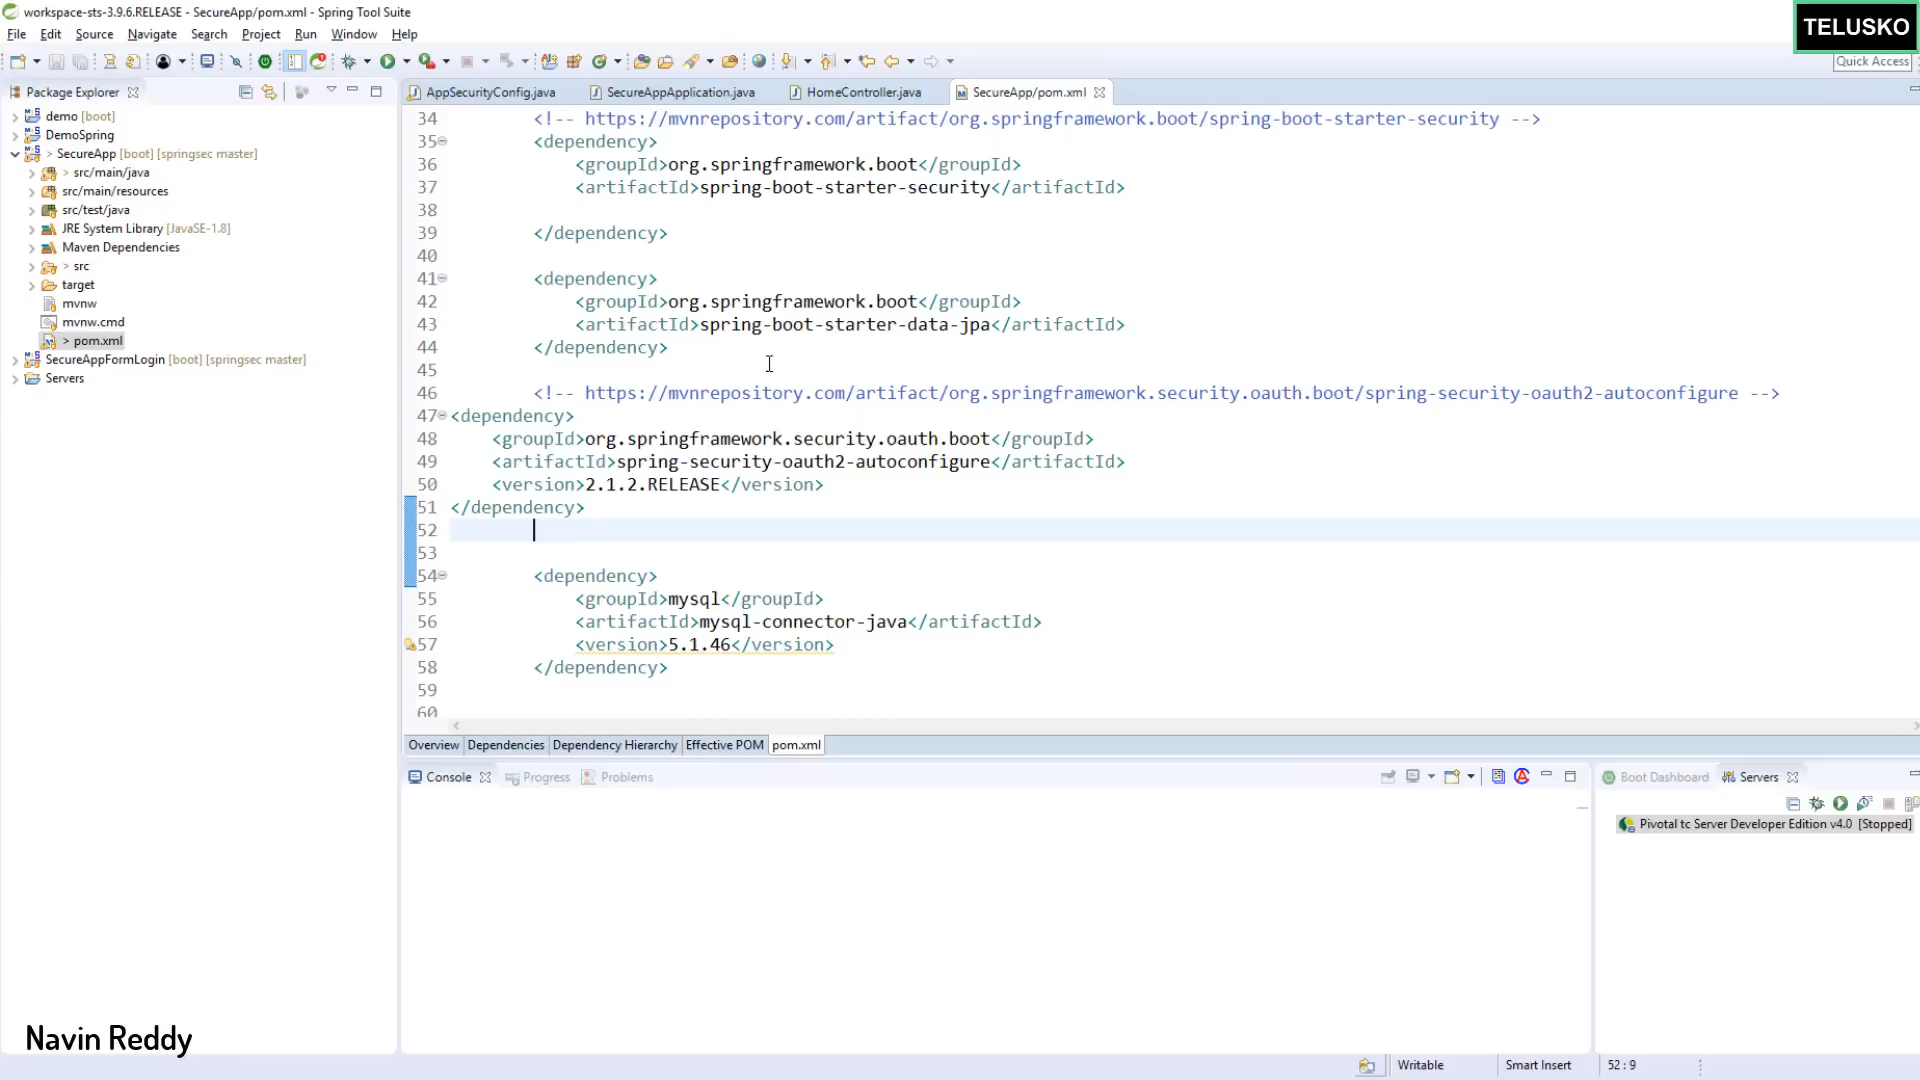 workspace-sts-3.9.6.RELEASE - SecureApp/pom.xml - Spring Tool Suite
TELUSKO
File Edit Source Navigate Search Project Run Window Help
Quick Access
Package Explorer
AppSecurityConfig.java
SecureAppApplication.java
HomeController.java
SecureApp/pom.xml
demo [boot]
DemoSpring
> SecureApp [boot] [springsec master]
> src/main/java
src/main/resources
src/test/java
JRE System Library [JavaSE-1.8]
Maven Dependencies
> src
target
mvnw
mvnw.cmd
> pom.xml
SecureAppFormLogin [boot] [springsec master]
Servers
34 <!-- https://mvnrepository.com/artifact/org.springframework.boot/spring-boot-starter-security -->
35 <dependency>
36 <groupId>org.springframework.boot</groupId>
37 <artifactId>spring-boot-starter-security</artifactId>
38
39 </dependency>
40
41 <dependency>
42 <groupId>org.springframework.boot</groupId>
43 <artifactId>spring-boot-starter-data-jpa</artifactId>
44 </dependency>
45
46 <!-- https://mvnrepository.com/artifact/org.springframework.security.oauth.boot/spring-security-oauth2-autoconfigure -->
47 <dependency>
48 <groupId>org.springframework.security.oauth.boot</groupId>
49 <artifactId>spring-security-oauth2-autoconfigure</artifactId>
50 <version>2.1.2.RELEASE</version>
51 </dependency>
52
53
54 <dependency>
55 <groupId>mysql</groupId>
56 <artifactId>mysql-connector-java</artifactId>
57 <version>5.1.46</version>
58 </dependency>
59
60
Overview Dependencies Dependency Hierarchy Effective POM pom.xml
Console Progress Problems
Boot Dashboard Servers
Pivotal tc Server Developer Edition v4.0 [Stopped]
Navin Reddy
Writable Smart Insert 52 : 9